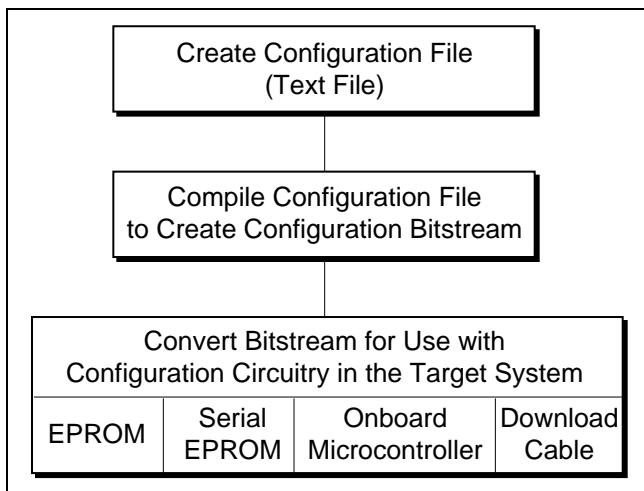 Create Configuration File
(Text File)
Compile Configuration File
to Create Configuration Bitstream
Convert Bitstream for Use with
Configuration Circuitry in the Target System
EPROM
Serial
EPROM
Onboard
Microcontroller
Download
Cable